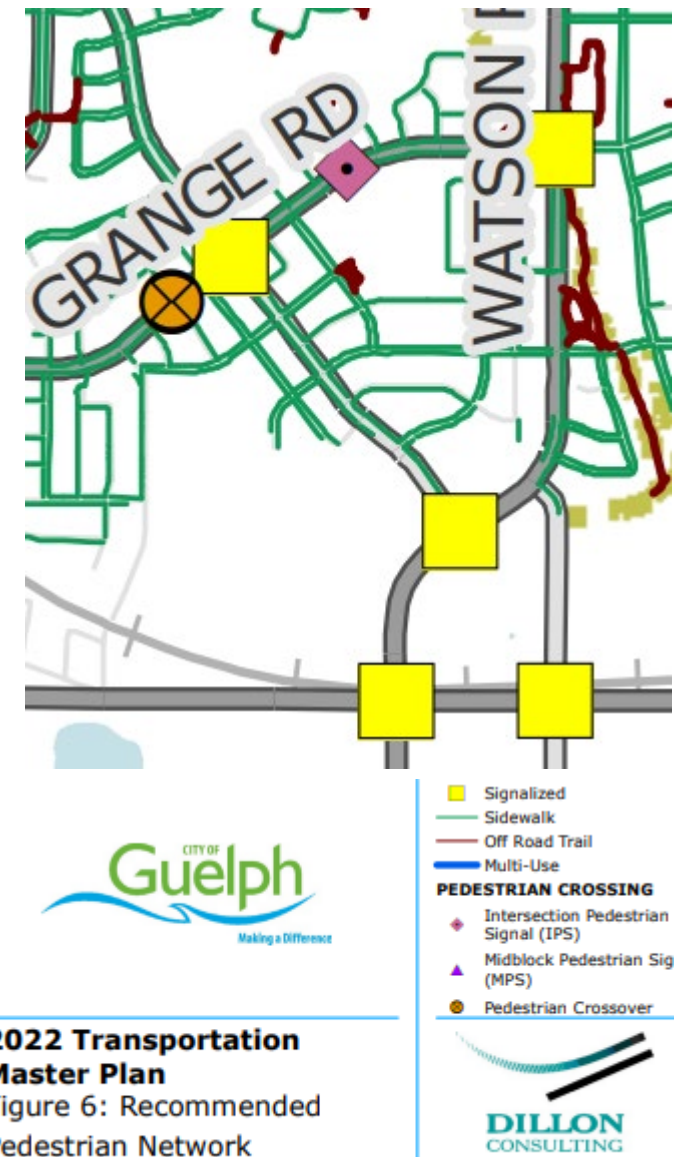 GRANGE RD
WATSON
CITY OF
Guelph
Making a Difference
Signalized
Sidewalk
Off Road Trail
Multi-Use
PEDESTRIAN CROSSING
Intersection Pedestrian
Signal (IPS)
Midblock Pedestrian Sig
(MPS)
Pedestrian Crossover
2022 Transportation
Master Plan
Figure 6: Recommended
Pedestrian Network
DILLON
CONSULTING